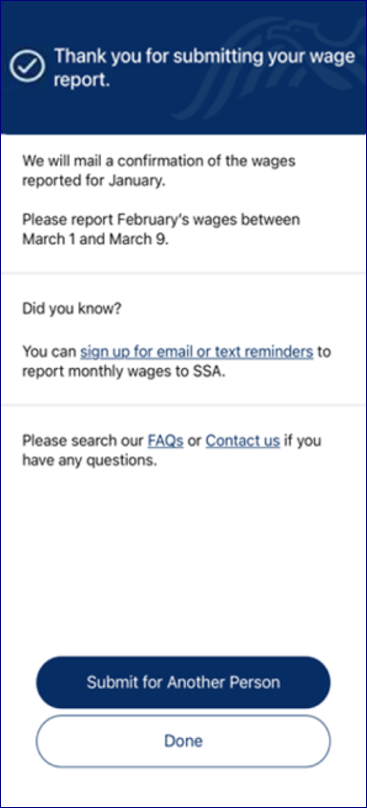 Thank you for submitting your wage
report.
We will mail a confirmation of the wages
reported for January.
Please report February's wages between
March 1 and March 9.
Did you know?
You can sign up for email or text reminders to
report monthly wages to SSA.
Please search our FAQs or Contact us if you
have any questions.
Submit for Another Person
Done